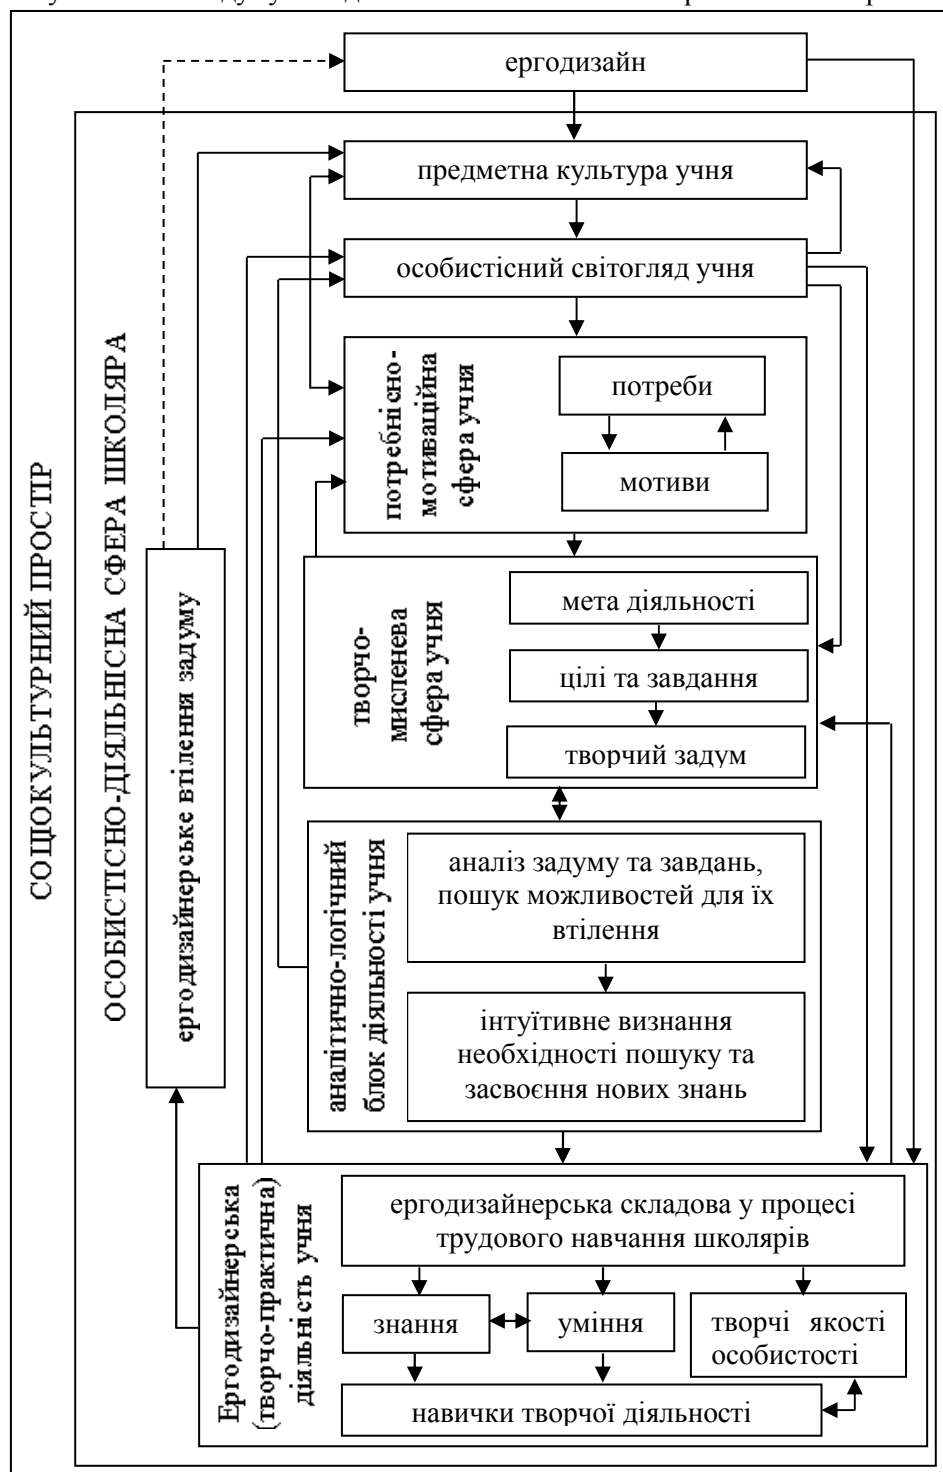 ергодизайн
предметна культура учня
особистісний світогляд учня
потребнісно-
мотиваційна
сфера учня
потреби
мотиви
творчо-
мисленева
сфера учня
мета діяльності
цілі та завдання
творчий задум
аналітично-логічний
блок діяльності учня
аналіз задуму та завдань,
пошук можливостей для їх
втілення
інтуїтивне визнання
необхідності пошуку та
засвоєння нових знань
Ергодизайнерська
(творчо-практична)
діяльність учня
ергодизайнерська складова у процесі
трудового навчання школярів
знання
уміння
творчі якості
особистості
навички творчої діяльності
ергодизайнерське втілення задуму
ОСОБИСТІСНО-ДІЯЛЬНІСНА СФЕРА ШКОЛЯРА
СОЦІОКУЛЬТУРНИЙ ПРОСТІР